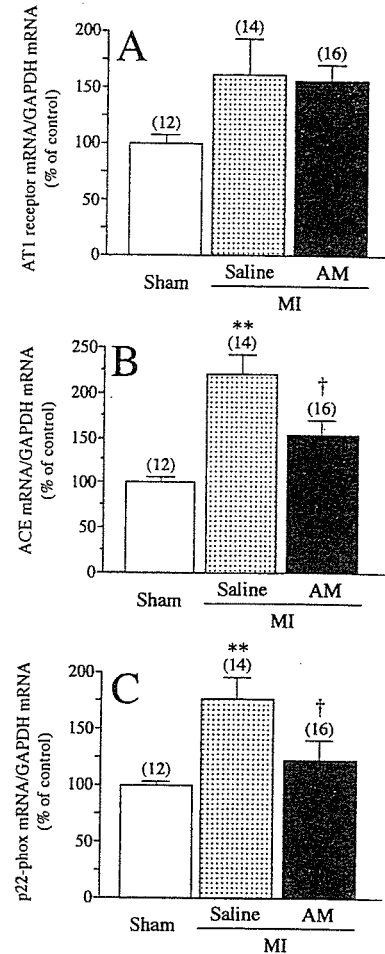 A
AT1 receptor mRNA/GAPDH mRNA
(% of control)
200
150
100
50
0
(12)
(14)
(16)
Sham
Saline
AM
MI
B
ACE mRNA/GAPDH mRNA
(% of control)
250
200
150
100
50
0
(12)
**
(14)
†
(16)
Sham
Saline
AM
MI
C
p22-phox mRNA/GAPDH mRNA
(% of control)
200
150
100
50
0
(12)
**
(14)
†
(16)
Sham
Saline
AM
MI